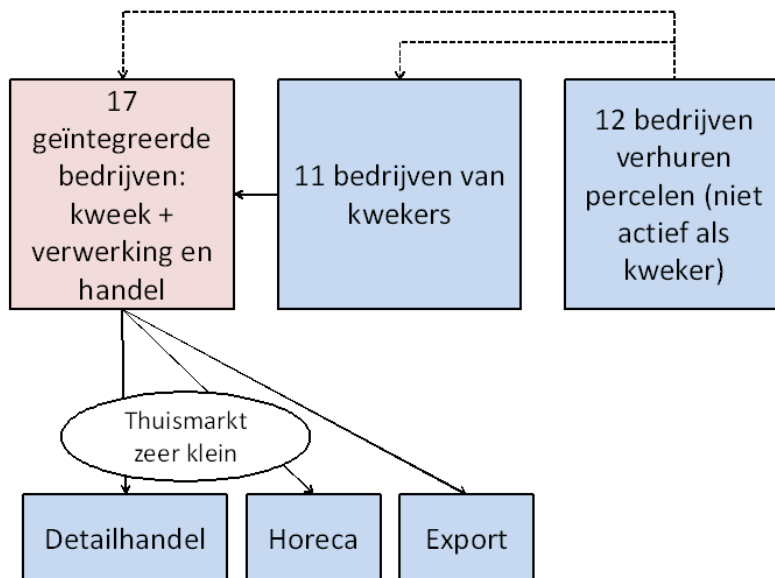 17
geïntegreerde
bedrijven:
kweek +
verwerking en
handel
11 bedrijven van
kwekers
12 bedrijven
verhuren
percelen (niet
actief als
kweker)
Thuismarkt
zeer klein
Detailhandel
Horeca
Export